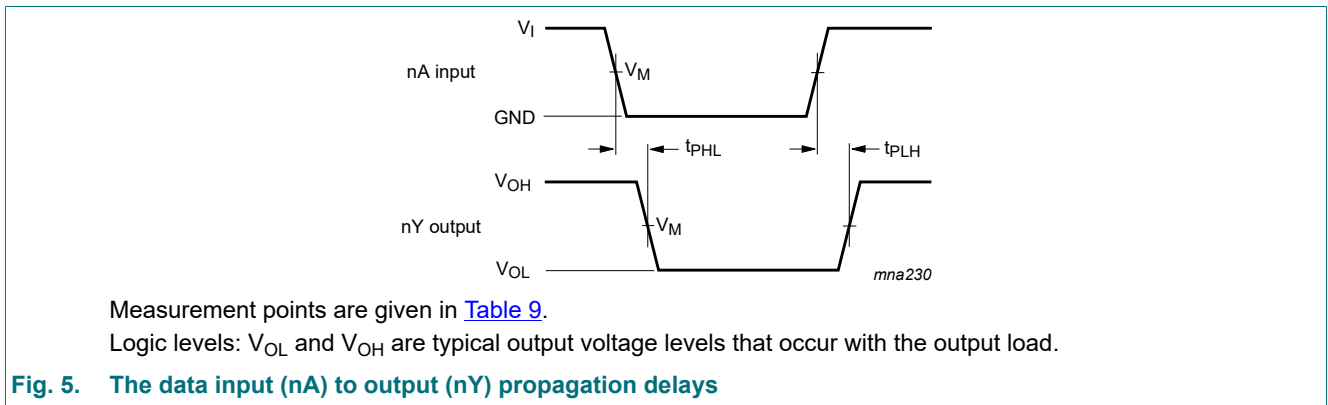 V_I
nA input
V_M
GND
t_PHL
t_PLH
V_OH
nY output
V_M
V_OL
mna230
Measurement points are given in Table 9.
Logic levels: V_OL and V_OH are typical output voltage levels that occur with the output load.
Fig. 5. The data input (nA) to output (nY) propagation delays